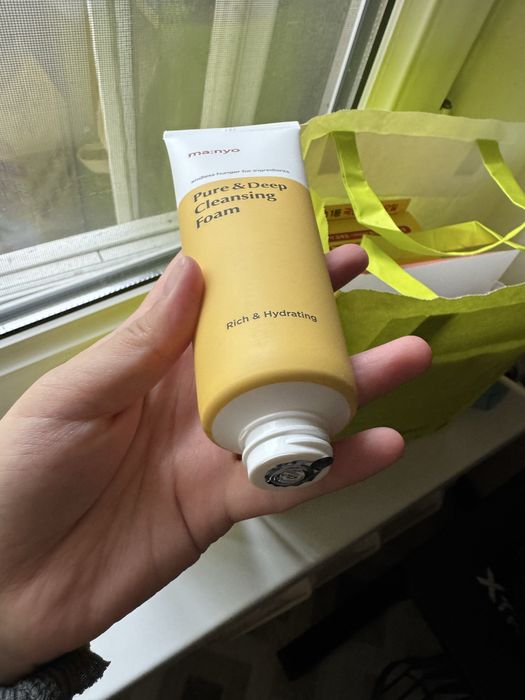 ma:nyo
endless hunger for ingredients
Pure & Deep
Cleansing
Foam
Rich & Hydrating